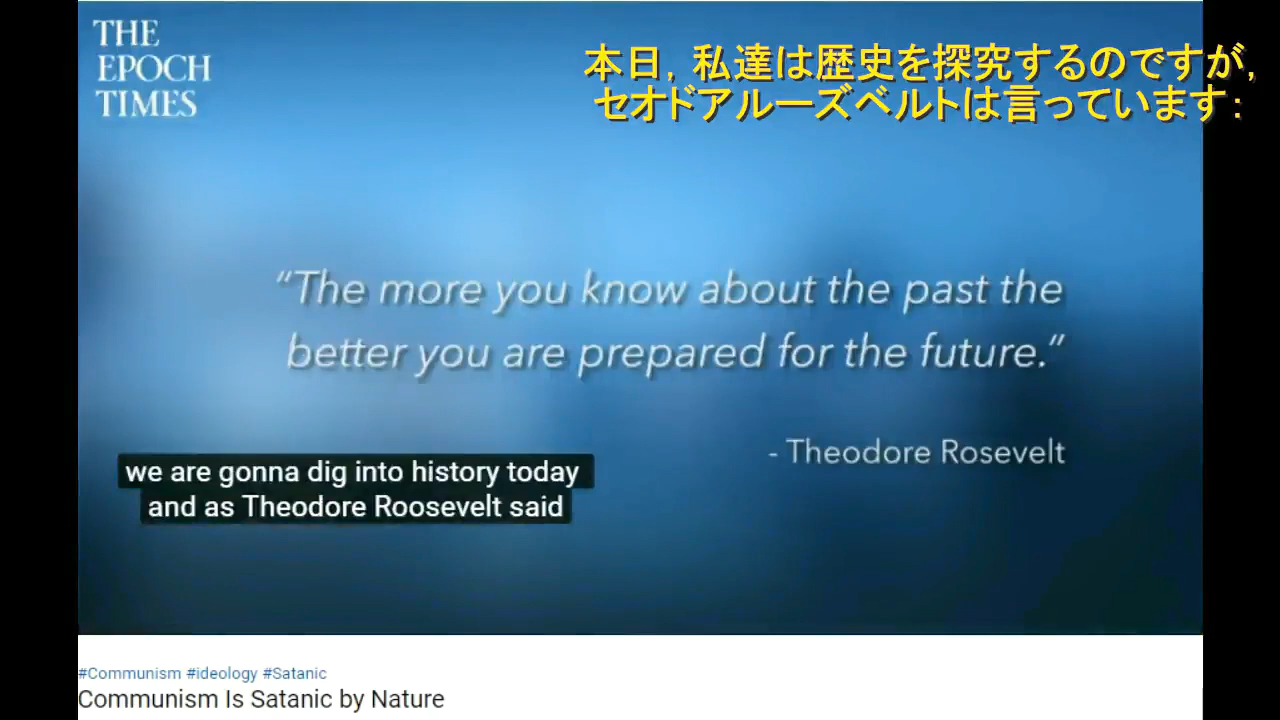 THE
EPOCH
TIMES
本日，私達は歴史を探究するのですが，
セオドアルーズベルトは言っています：
“The more you know about the past the
better you are prepared for the future.”
- Theodore Rosevelt
we are gonna dig into history today
and as Theodore Roosevelt said
#Communism #ideology #Satanic
Communism Is Satanic by Nature